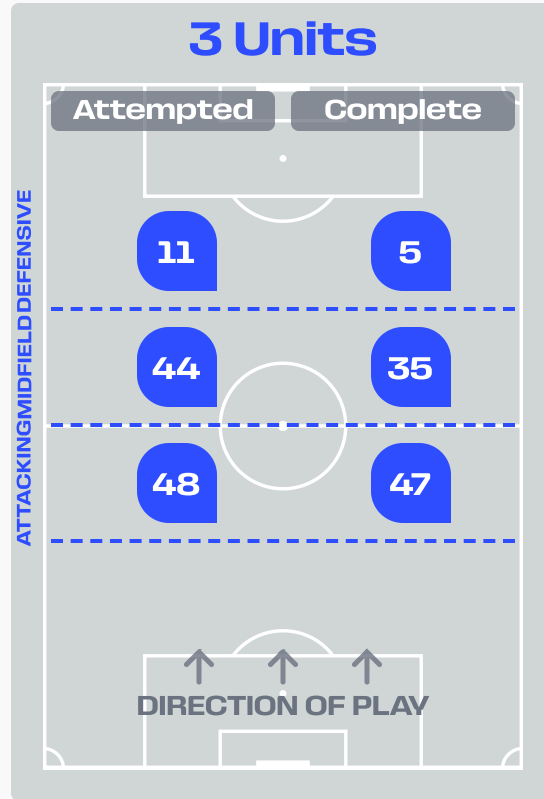 3 Units
Attempted Complete
11 5
44 35
48 47
ATTACKINGMIDFIELDDEFENSIVE
DIRECTION OF PLAY